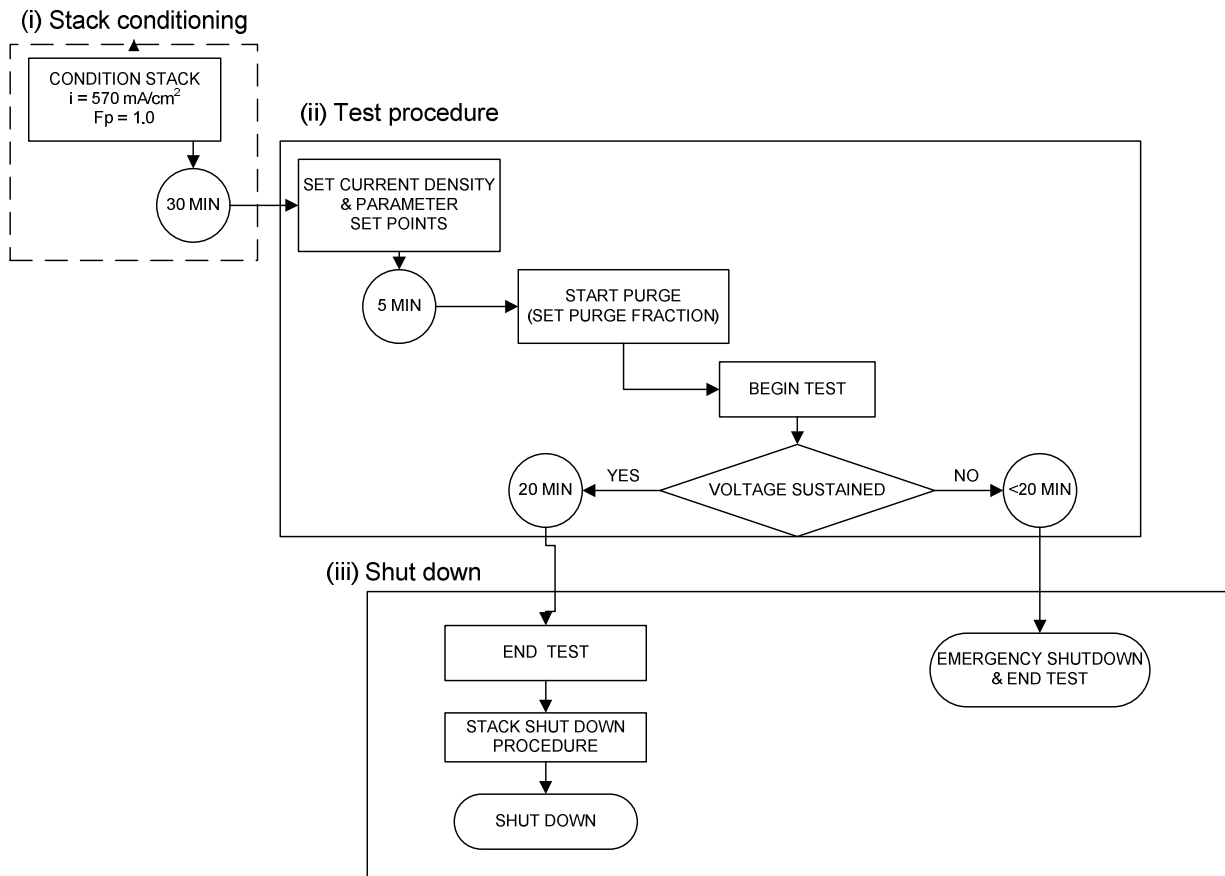 (i) Stack conditioning
CONDITION STACK
i = 570 mA/cm²
Fp = 1.0
30 MIN
(ii) Test procedure
SET CURRENT DENSITY
& PARAMETER
SET POINTS
5 MIN
START PURGE
(SET PURGE FRACTION)
BEGIN TEST
VOLTAGE SUSTAINED
YES
20 MIN
NO
<20 MIN
(iii) Shut down
END TEST
STACK SHUT DOWN
PROCEDURE
SHUT DOWN
EMERGENCY SHUTDOWN
& END TEST